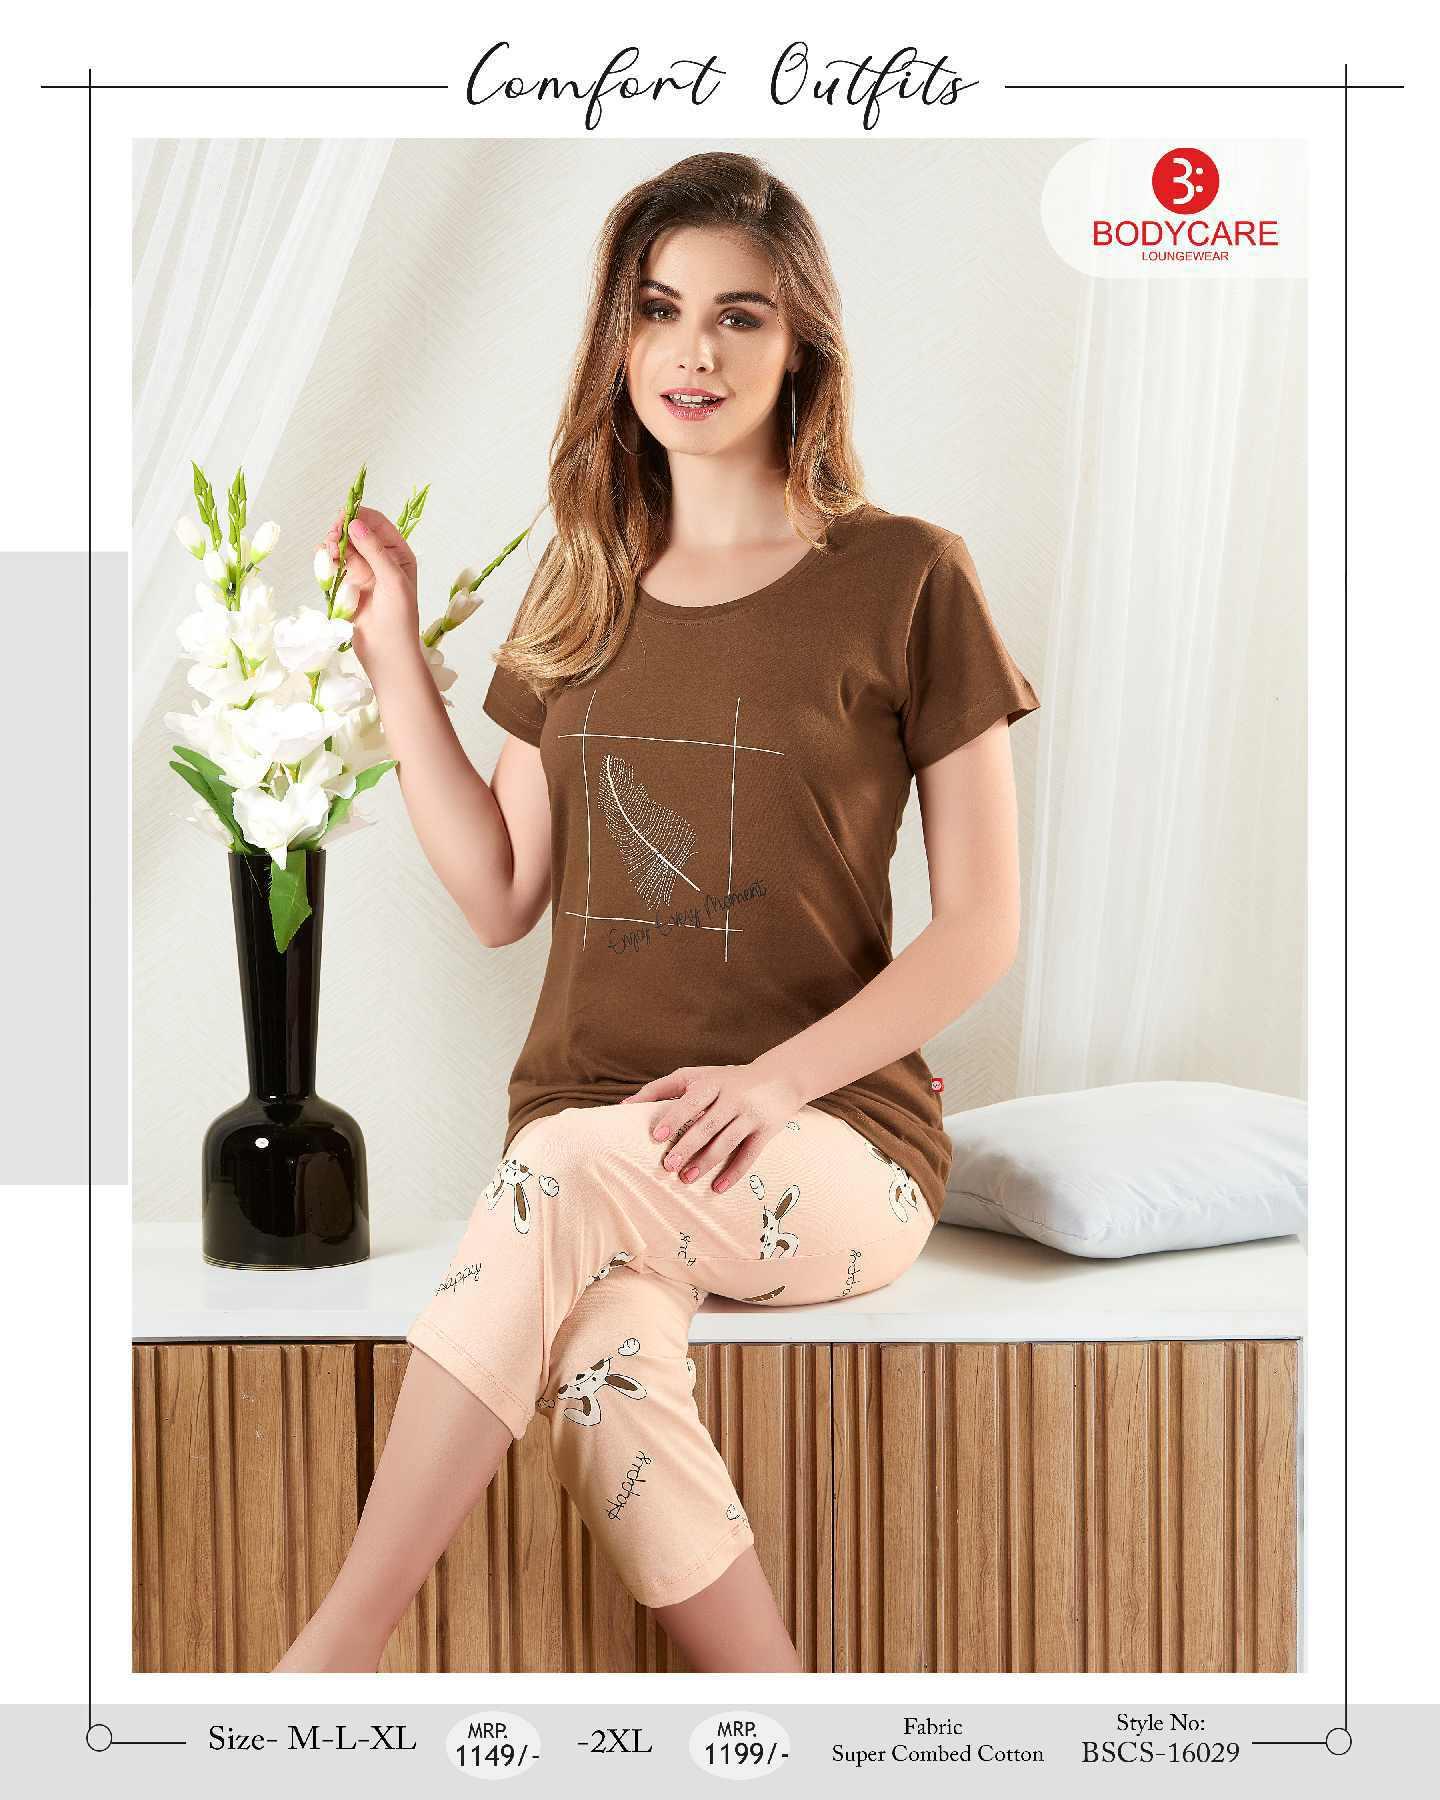 Comfort Outfits
BODYCARE
LOUNGEWEAR
Enjoy Every Moment
Happy
Happy
Size- M-L-XL
MRP.
1149/-
-2XL
MRP.
1199/-
Fabric
Super Combed Cotton
Style No:
BSCS-16029